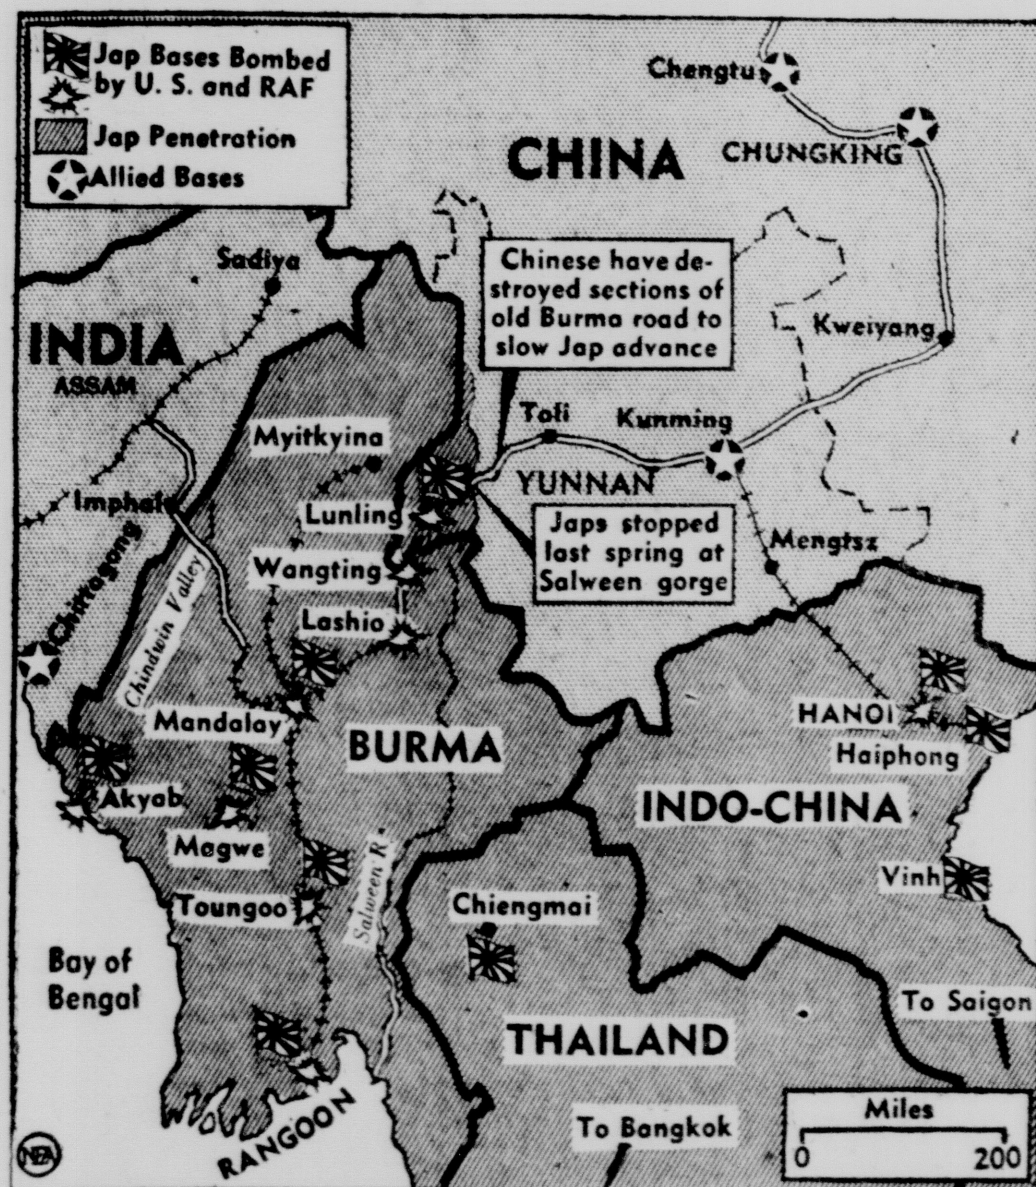 Jap Bases Bombed
by U. S. and RAF
Jap Penetration
Allied Bases
Chengtu
CHUNGKING
CHINA
Sadiya
Chinese have de-
stroyed sections of
old Burma road to
slow Jap advance
INDIA
ASSAM
Kweiyang
Myitkyina
Tali
Kunming
YUNNAN
Imphal
Lunling
Japs stopped
last spring at
Salween gorge
Mengtsz
Chittagong
Wangting
Chindwin Valley
Lashio
Mandalay
HANOI
BURMA
Haiphong
Akyab
INDO-CHINA
Magwe
Vinh
Toungoo
Salween R.
Chiengmai
Bay of
Bengal
To Saigon
THAILAND
RANGOON
To Bangkok
Miles
0 200
NEA